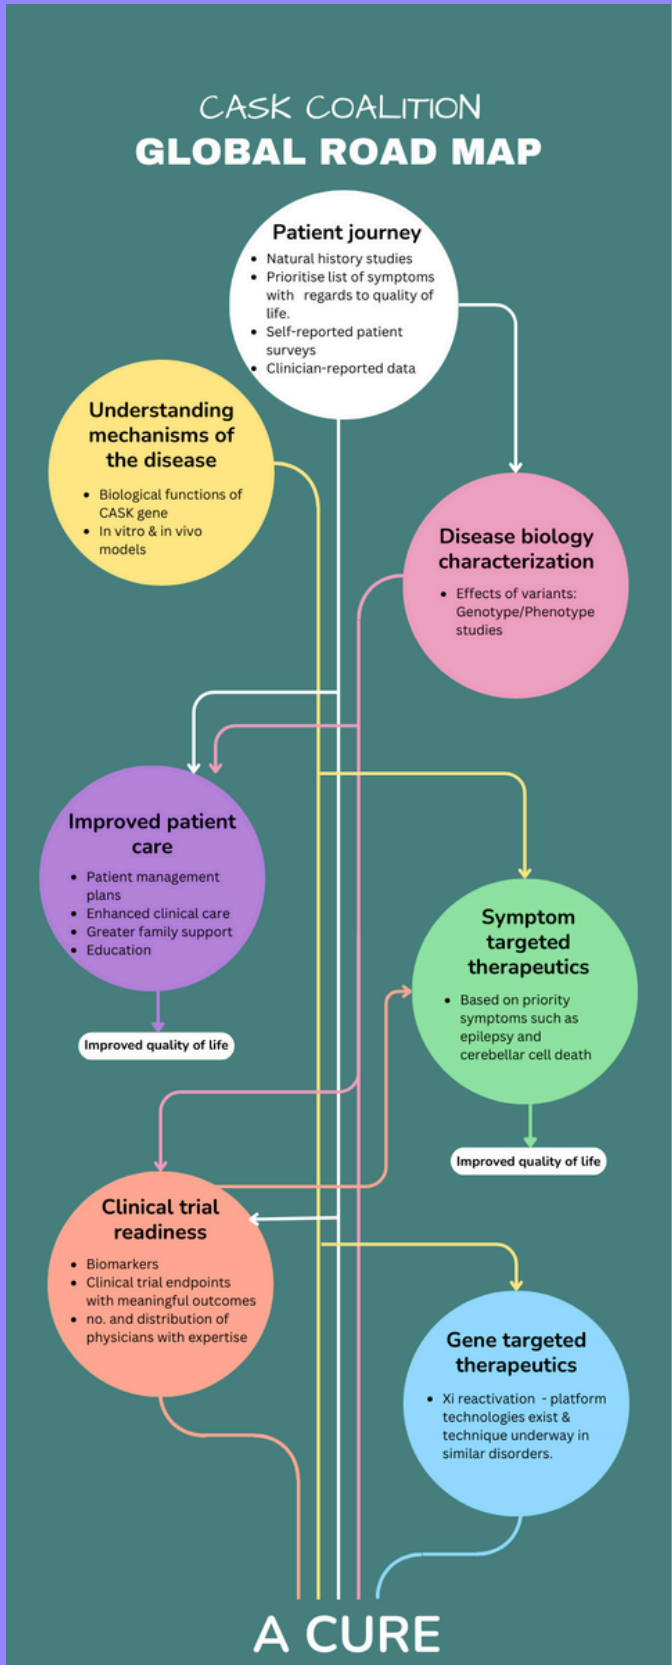 CASK COALITION
GLOBAL ROAD MAP
Patient journey
• Natural history studies
• Prioritise list of symptoms
with regards to quality of
life.
• Self-reported patient
surveys
• Clinician-reported data
Understanding
mechanisms of
the disease
• Biological functions of
CASK gene
• In vitro & in vivo
models
Disease biology
characterization
• Effects of variants:
Genotype/Phenotype
studies
Improved patient
care
• Patient management
plans
• Enhanced clinical care
• Greater family support
• Education
Improved quality of life
Symptom
targeted
therapeutics
• Based on priority
symptoms such as
epilepsy and
cerebellar cell death
Improved quality of life
Clinical trial
readiness
• Biomarkers
• Clinical trial endpoints
with meaningful outcomes
• no. and distribution of
physicians with expertise
Gene targeted
therapeutics
• Xi reactivation - platform
technologies exist &
technique underway in
similar disorders.
A CURE